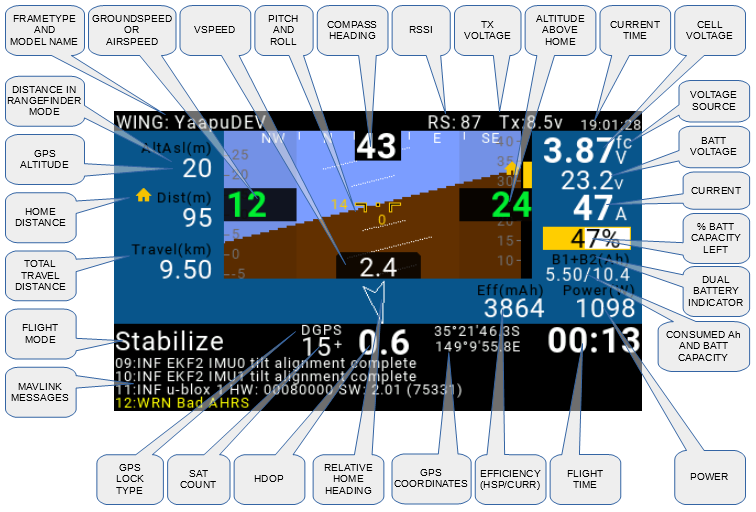 FRAMETYPE
AND
MODEL NAME
GROUNDSPEED
OR
AIRSPEED
VSPEED
PITCH
AND
ROLL
COMPASS
HEADING
RSSI
TX
VOLTAGE
ALTITUDE
ABOVE
HOME
CURRENT
TIME
CELL
VOLTAGE
DISTANCE IN
RANGEFINDER
MODE
GPS
ALTITUDE
HOME
DISTANCE
TOTAL
TRAVEL
DISTANCE
FLIGHT
MODE
MAVLINK
MESSAGES
WING: YaapuDEV
RS: 87
Tx:8.5v
19:01:28
NW
N
43
E
SE
AltAsl(m)
20
Dist(m)
95
Travel(km)
9.50
25
20
12
5
-0
-5
14
0
2.4
40
35
30
24
20
15
10
3.87
fc
V
23.2v
47A
47%
B1+B2(Ah)
5.50/10.4
Eff(mAh)
3864
Power(W)
1098
Stabilize
DGPS
15+
0.6
35°21'46.3S
149°9'55.8E
00:13
09:INF EKF2 IMU0 tilt alignment complete
10:INF EKF2 IMU1 tilt alignment complete
11:INF u-blox 1 HW: 00080000 SW: 2.01 (75331)
12:WRN Bad AHRS
VOLTAGE
SOURCE
BATT
VOLTAGE
CURRENT
% BATT
CAPACITY
LEFT
DUAL
BATTERY
INDICATOR
CONSUMED Ah
AND BATT
CAPACITY
GPS
LOCK
TYPE
SAT
COUNT
HDOP
RELATIVE
HOME
HEADING
GPS
COORDINATES
EFFICIENCY
(HSP/CURR)
FLIGHT
TIME
POWER